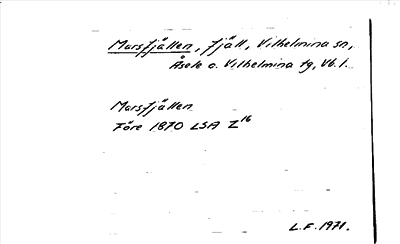 Marsfjällen, fjäll, Vilhelmina sn,
Åsele o. Vilhelmina tg, Vb. l.
Marsfjällen
Före 1870 LSA Z16
L.F. 1971.